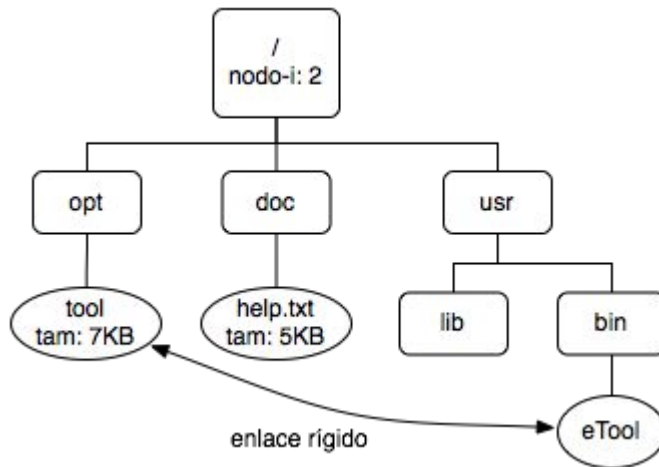 /
nodo-i: 2
opt
doc
usr
tool
tam: 7KB
help.txt
tam: 5KB
lib
bin
eTool
enlace rígido